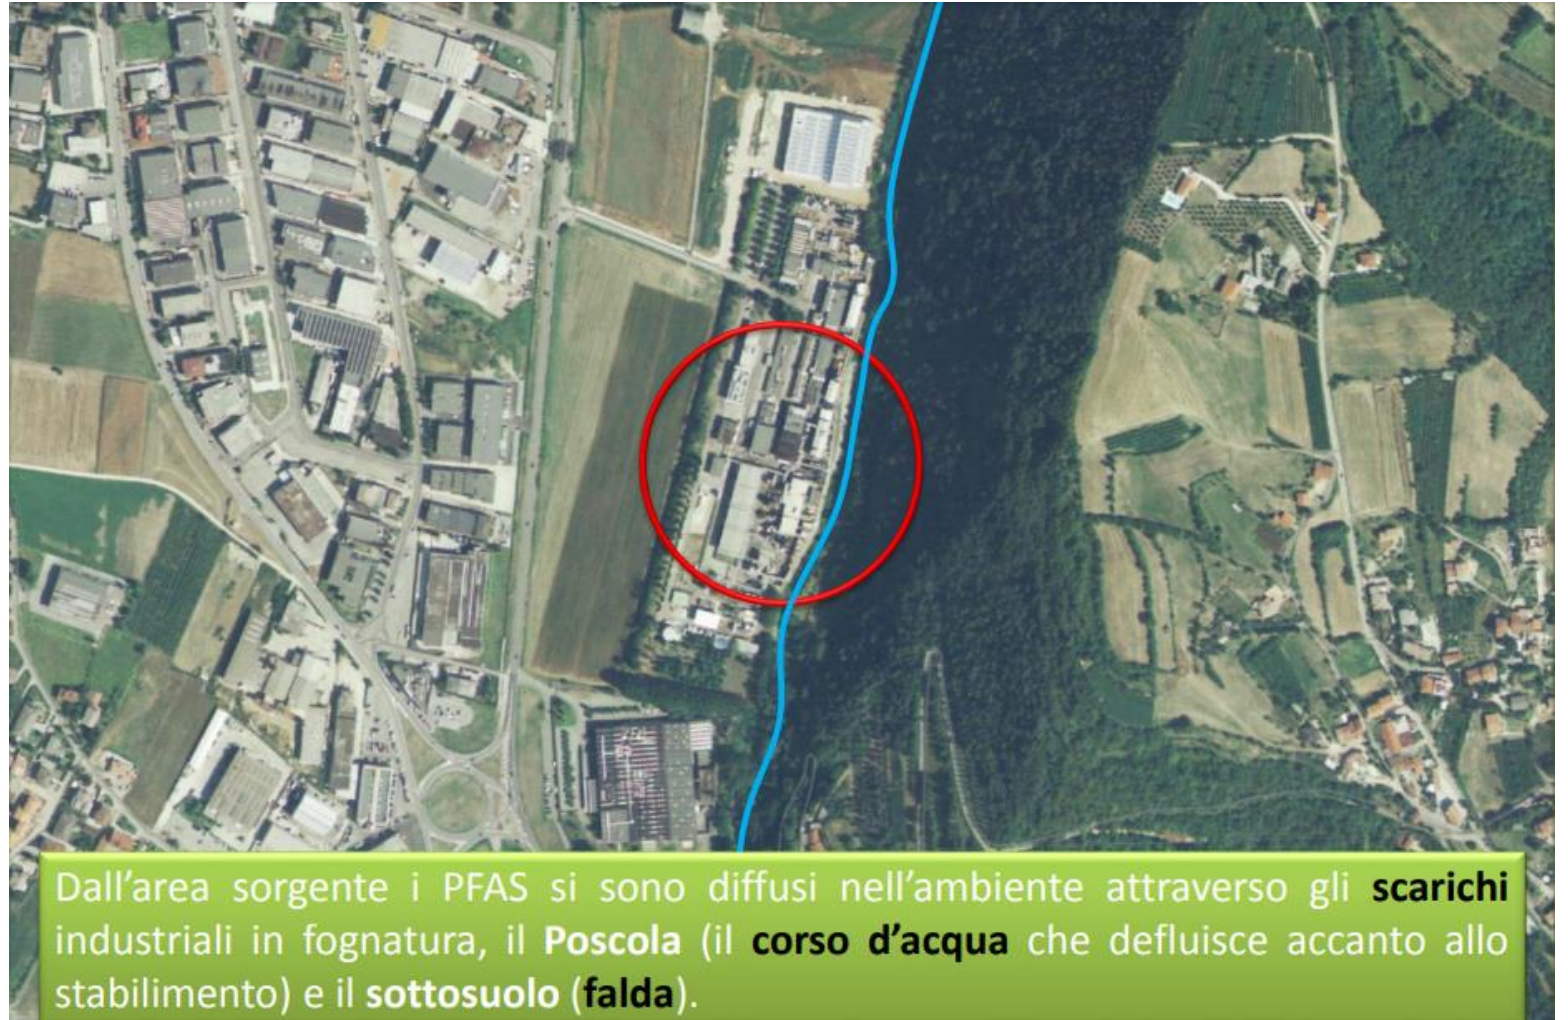 Dall’area sorgente i PFAS si sono diffusi nell’ambiente attraverso gli scarichi
industriali in fognatura, il Poscola (il corso d’acqua che defluisce accanto allo
stabilimento) e il sottosuolo (falda).